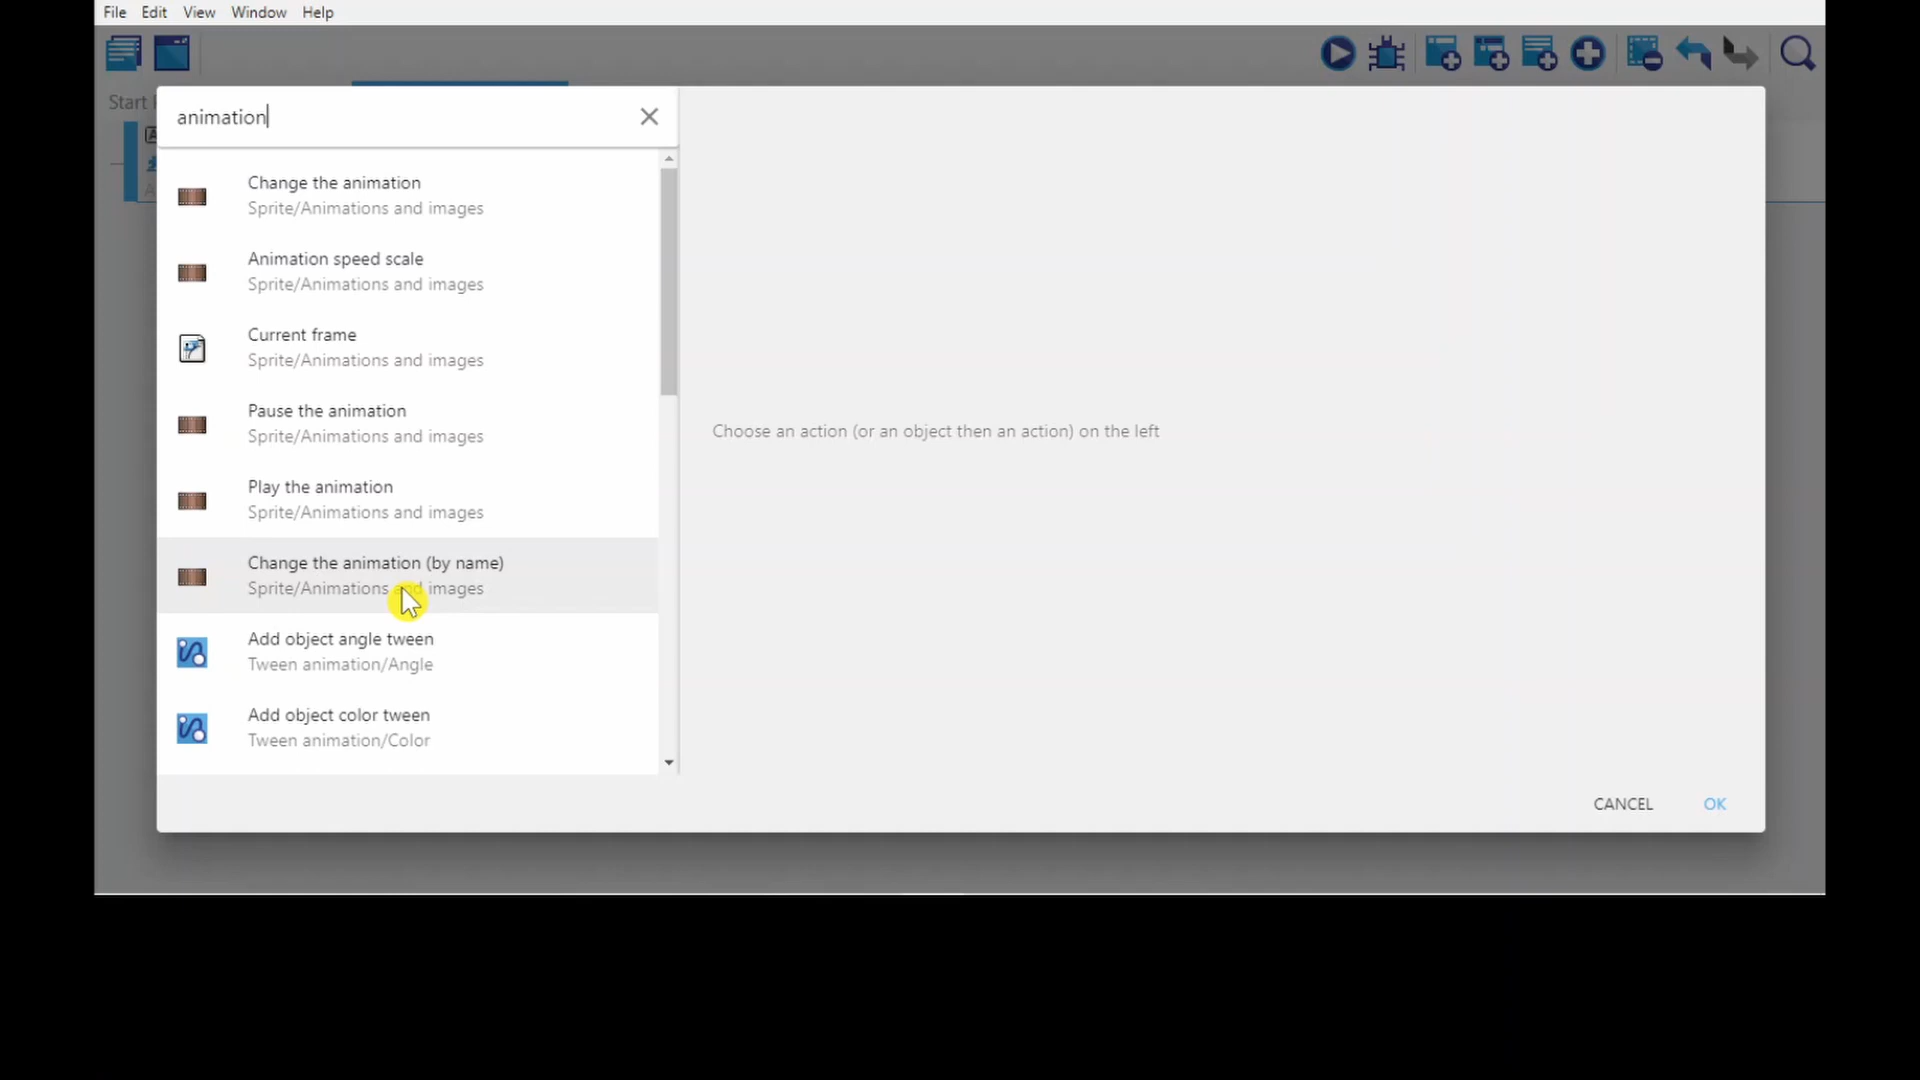 File Edit View Window Help
Start
animation
Change the animation
Sprite/Animations and images
Animation speed scale
Sprite/Animations and images
Current frame
Sprite/Animations and images
Pause the animation
Sprite/Animations and images
Play the animation
Sprite/Animations and images
Change the animation (by name)
Sprite/Animations and images
Add object angle tween
Tween animation/Angle
Add object color tween
Tween animation/Color
Choose an action (or an object then an action) on the left
CANCEL OK